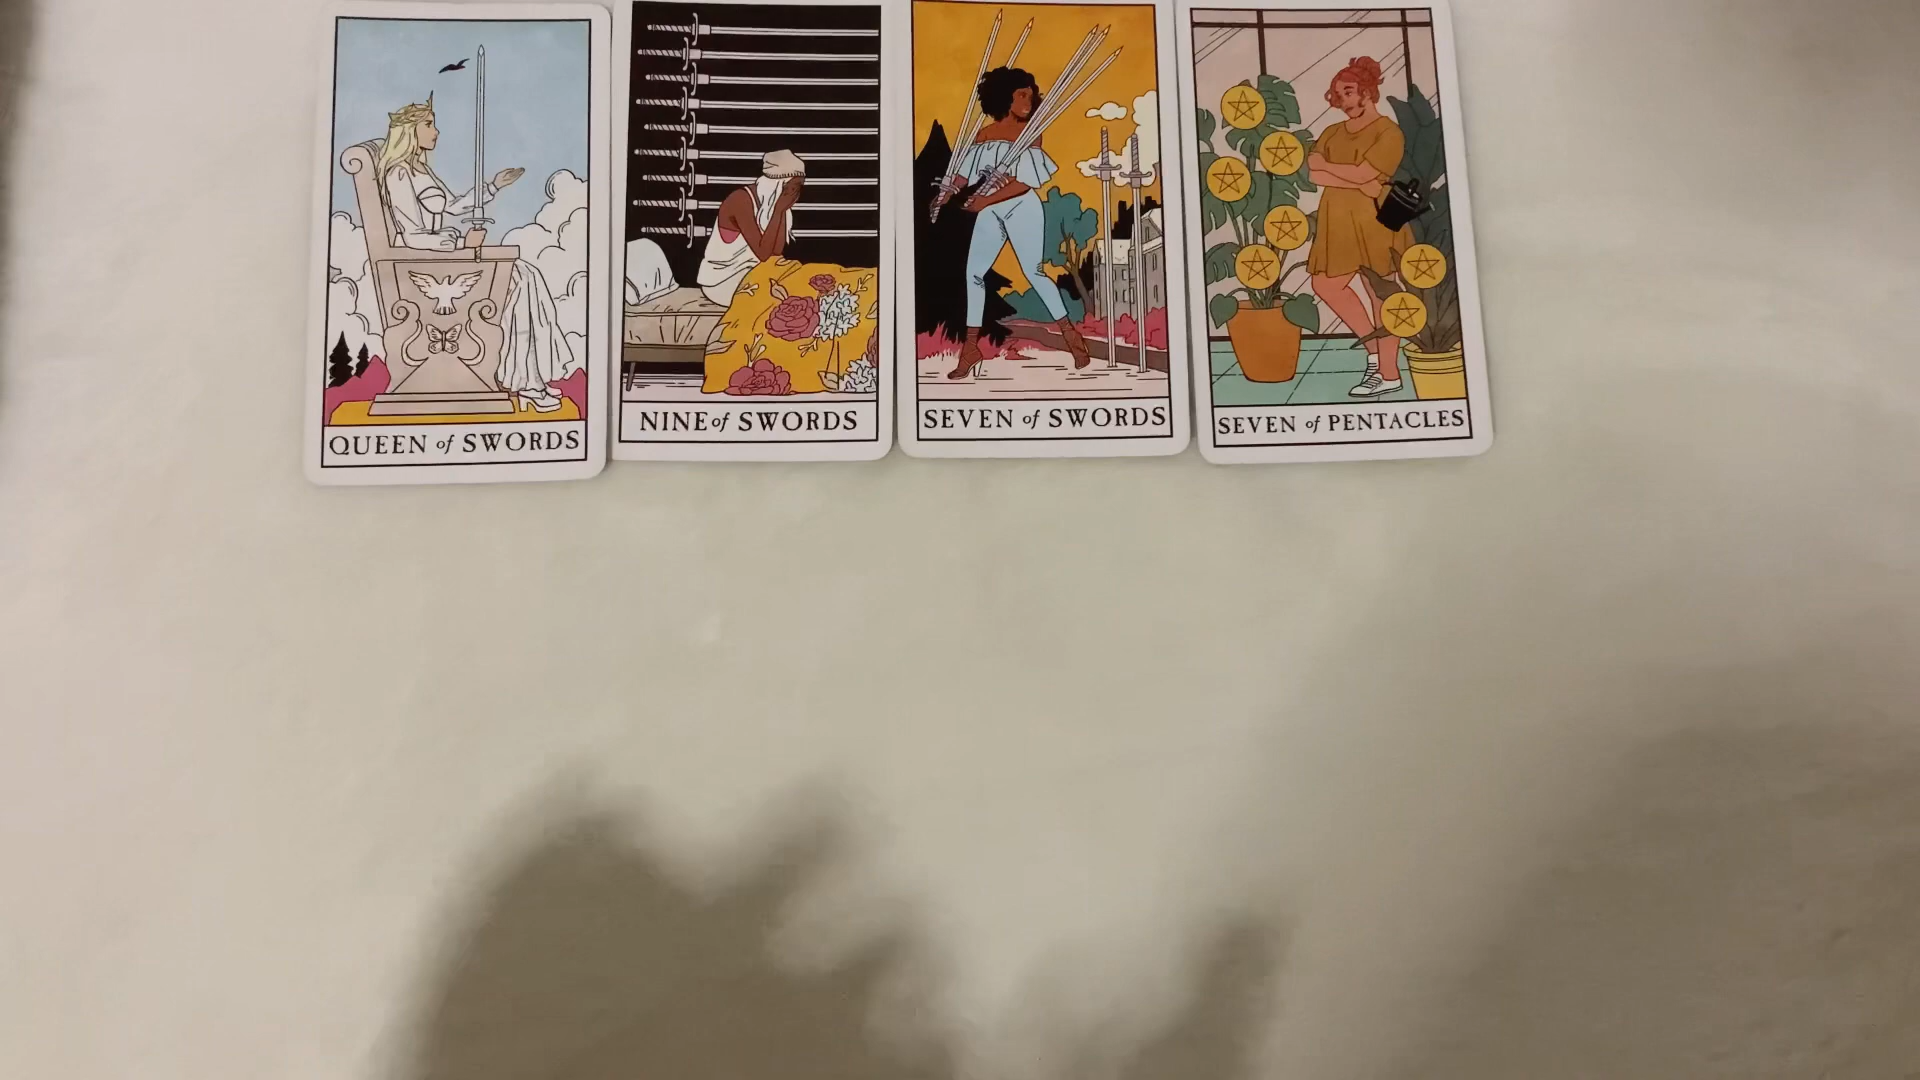 QUEEN of SWORDS
NINE of SWORDS
SEVEN of SWORDS
SEVEN of PENTACLES